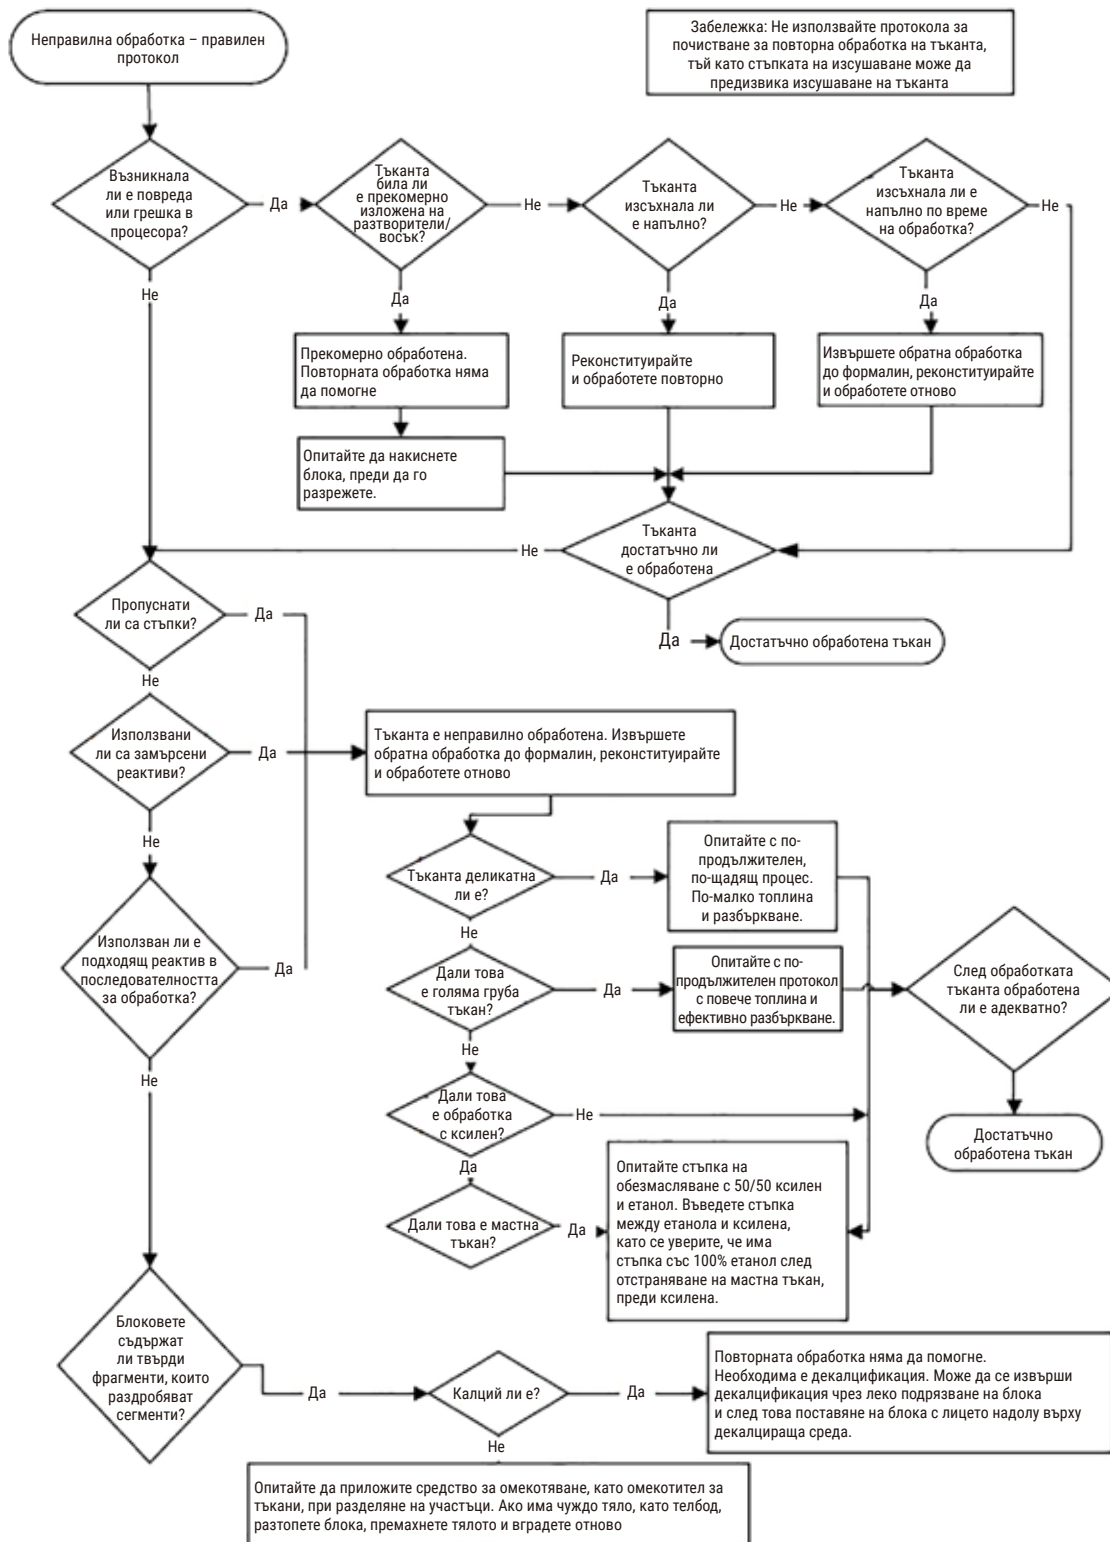 Неправилна обработка – правилен
протокол
Забележка: Не използвайте протокола за
почистване за повторна обработка на тъканта,
тъй като стъпката на изсушаване може да
предизвика изсушаване на тъканта
Възникнала
ли е повреда
или грешка в
процесора?
Да
Тъканта
била ли
е прекомерно
изложена на
разтворители/
восък?
Не
Тъканта
изсъхнала ли
е напълно?
Не
Тъканта
изсъхнала ли е
напълно по време
на обработка?
Не
Не
Да
Да
Да
Прекомерно обработена.
Повторната обработка няма
да помогне
Реконституирайте
и обработете повторно
Извършете обратна обработка
до формалин, реконституирайте
и обработете отново
Опитайте да накиснете
блока, преди да го
разрежете.
Тъканта
достатъчно ли
е обработена
Не
Да
Достатъчно обработена тъкан
Пропуснати
ли са стъпки?
Да
Не
Използвани
ли са замърсени
реактиви?
Да
Тъканта е неправилно обработена. Извършете
обратна обработка до формалин, реконституирайте
и обработете отново
Не
Тъканта деликатна
ли е?
Да
Опитайте с по-
продължителен,
по-щадящ процес.
По-малко топлина
и разбъркване.
Не
Използван ли е
подходящ реактив в
последователността
за обработка?
Да
Дали това
е голяма груба
тъкан?
Да
Опитайте с по-
продължителен протокол
с повече топлина и
ефективно разбъркване.
След обработката
тъканта обработена
ли е адекватно?
Не
Не
Дали това
е обработка
с ксилен?
Не
Достатъчно
обработена тъкан
Да
Дали това е мастна
тъкан?
Да
Опитайте стъпка на
обезмасляване с 50/50 ксилен
и етанол. Въведете стъпка
между етанола и ксилена,
като се уверите, че има
стъпка със 100% етанол след
отстраняване на мастна тъкан,
преди ксилена.
Блоковете
съдържат
ли твърди
фрагменти, които
раздробяват
сегменти?
Да
Калций ли е?
Да
Повторната обработка няма да помогне.
Необходима е декалцификация. Може да се извърши
декалцификация чрез леко подрязване на блока
и след това поставяне на блока с лицето надолу върху
декалцираща среда.
Не
Опитайте да приложите средство за омекотяване, като омекотител за
тъкани, при разделяне на участъци. Ако има чуждо тяло, като телбод,
разтопете блока, премахнете тялото и вградете отново